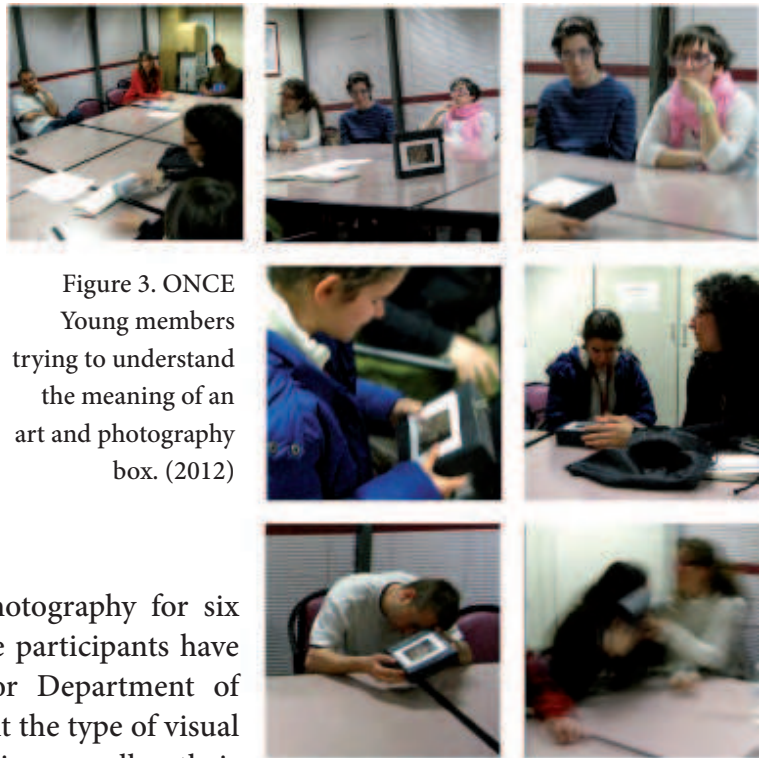 Figure 3. ONCE
Young members
trying to understand
the meaning of an
art and photography
box. (2012)
hotography for six
e participants have
or Department of
t the type of visual